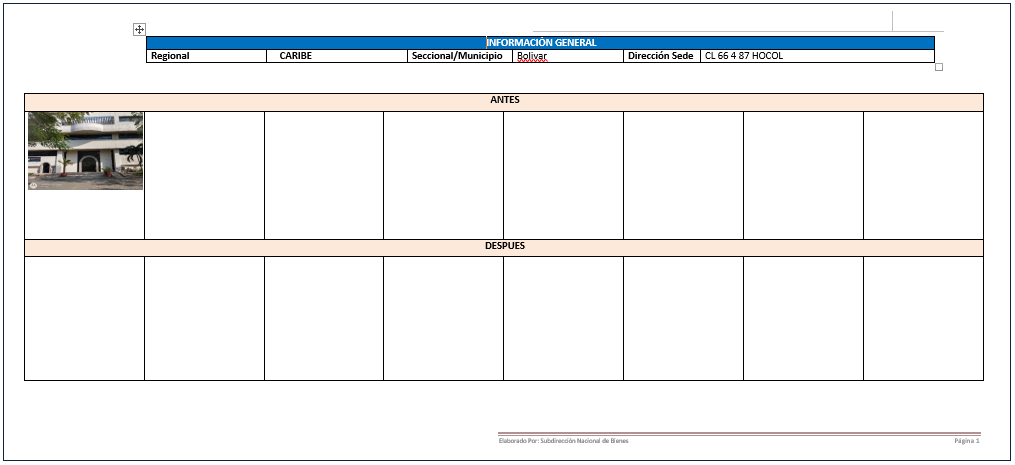 INFORMACIÓN GENERAL
Regional CARIBE Seccional/Municipio Bolivar Dirección Sede CL 66 4 87 HOCOL
ANTES
DESPUES
Elaborado Por: Subdirección Nacional de Bienes Página 1